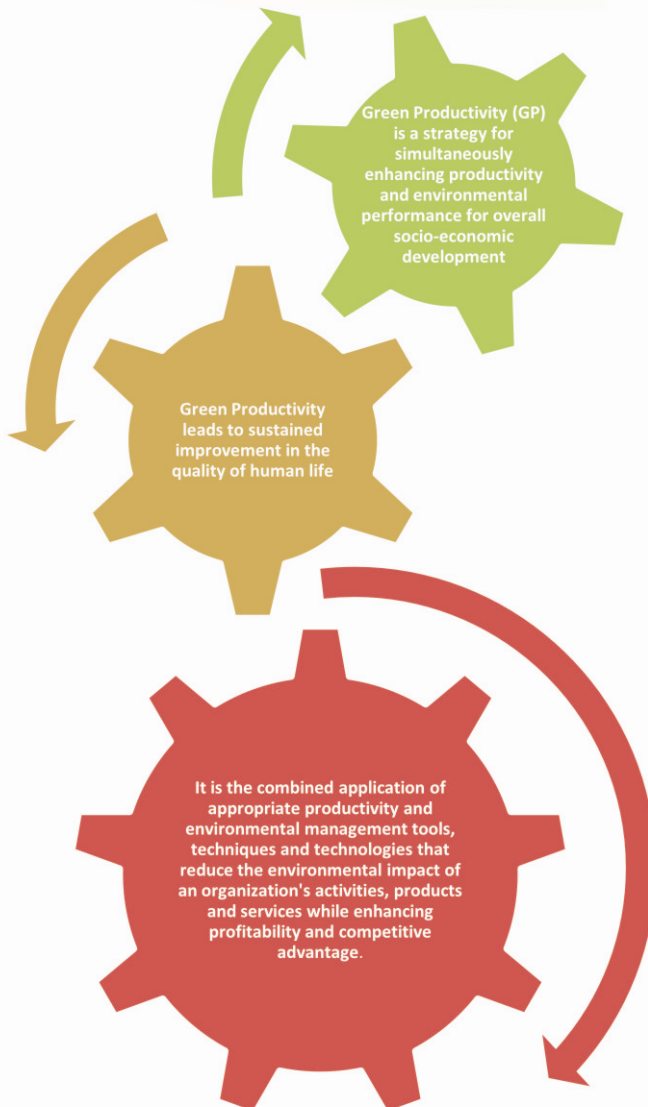 Green Productivity (GP)
is a strategy for
simultaneously
enhancing productivity
and environmental
performance for overall
socio-economic
development
Green Productivity
leads to sustained
improvement in the
quality of human life
It is the combined application of
appropriate productivity and
environmental management tools,
techniques and technologies that
reduce the environmental impact of
an organization's activities, products
and services while enhancing
profitability and competitive
advantage.